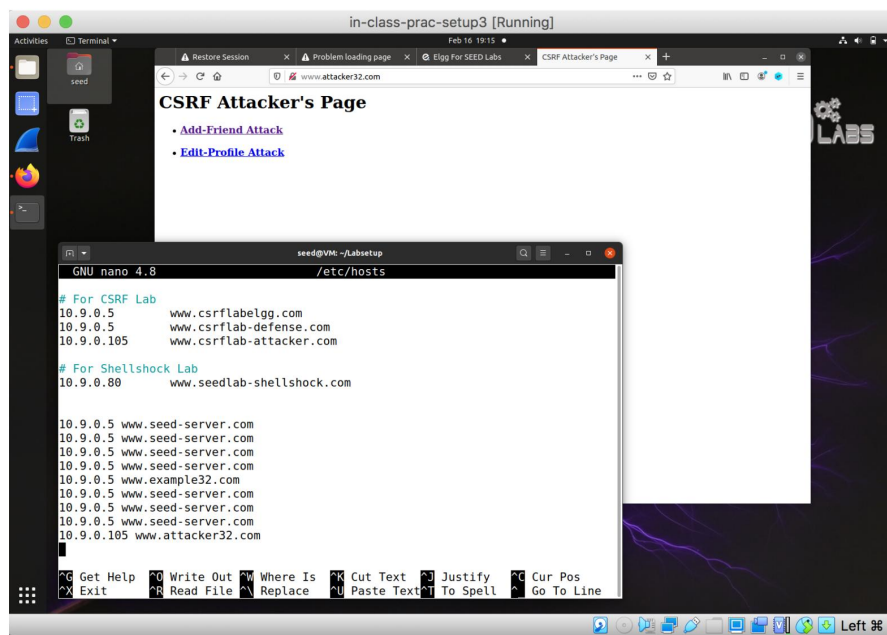 in-class-prac-setup3 [Running]
Activities Terminal Feb 16 19:15
Restore Session Problem loading page Elgg For SEED Labs CSRF Attacker's Page
www.attacker32.com
seed
Trash
LABS
CSRF Attacker's Page
• Add-Friend Attack
• Edit-Profile Attack
seed@VM: ~/Labsetup
GNU nano 4.8 /etc/hosts
# For CSRF Lab
10.9.0.5 www.csrflabelgg.com
10.9.0.5 www.csrflab-defense.com
10.9.0.105 www.csrflab-attacker.com
# For Shellshock Lab
10.9.0.80 www.seedlab-shellshock.com
10.9.0.5 www.seed-server.com
10.9.0.5 www.seed-server.com
10.9.0.5 www.seed-server.com
10.9.0.5 www.seed-server.com
10.9.0.5 www.example32.com
10.9.0.5 www.seed-server.com
10.9.0.5 www.seed-server.com
10.9.0.5 www.seed-server.com
10.9.0.105 www.attacker32.com
^G Get Help ^O Write Out ^W Where Is ^K Cut Text ^J Justify ^C Cur Pos
^X Exit ^R Read File ^\ Replace ^U Paste Text ^T To Spell ^_ Go To Line
Left ⌘